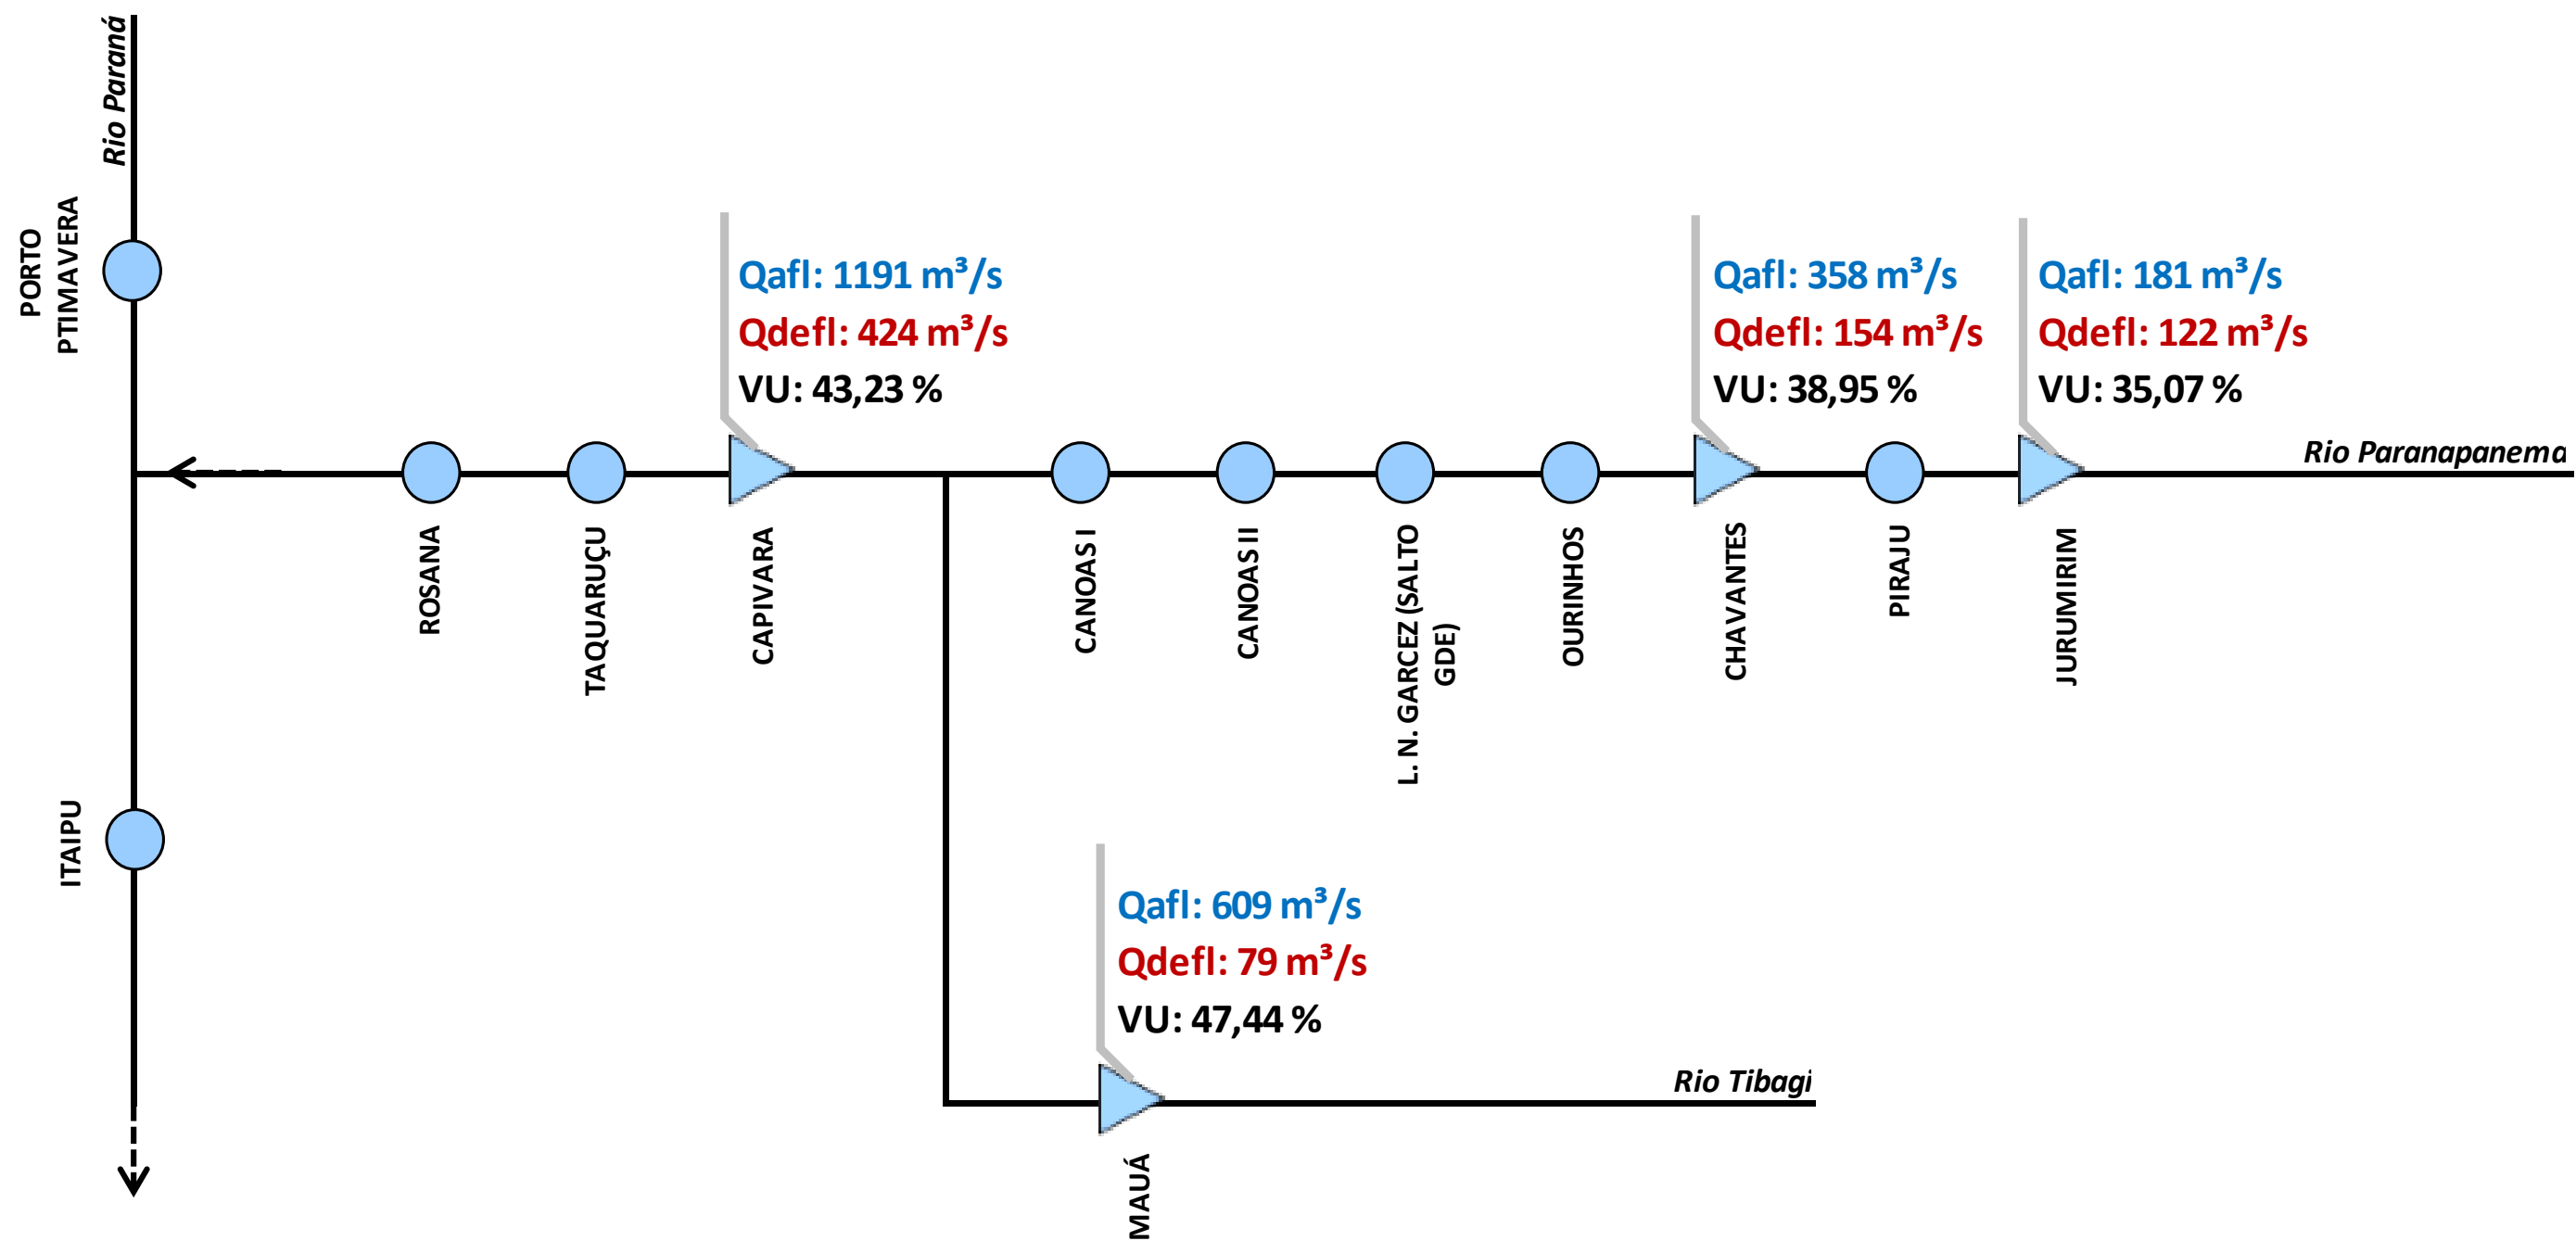 Rio Paraná
PORTO
PTIMAVERA
Qafl: 1191 m³/s
Qdefl: 424 m³/s
VU: 43,23 %
Qafl: 358 m³/s
Qdefl: 154 m³/s
VU: 38,95 %
Qafl: 181 m³/s
Qdefl: 122 m³/s
VU: 35,07 %
Rio Paranapanema
ROSANA
TAQUARUÇU
CAPIVARA
CANOAS I
CANOAS II
L. N. GARCEZ (SALTO
GDE)
OURINHOS
CHAVANTES
PIRAJU
JURUMIRIM
ITAIPU
Qafl: 609 m³/s
Qdefl: 79 m³/s
VU: 47,44 %
Rio Tibagi
MAUÁ